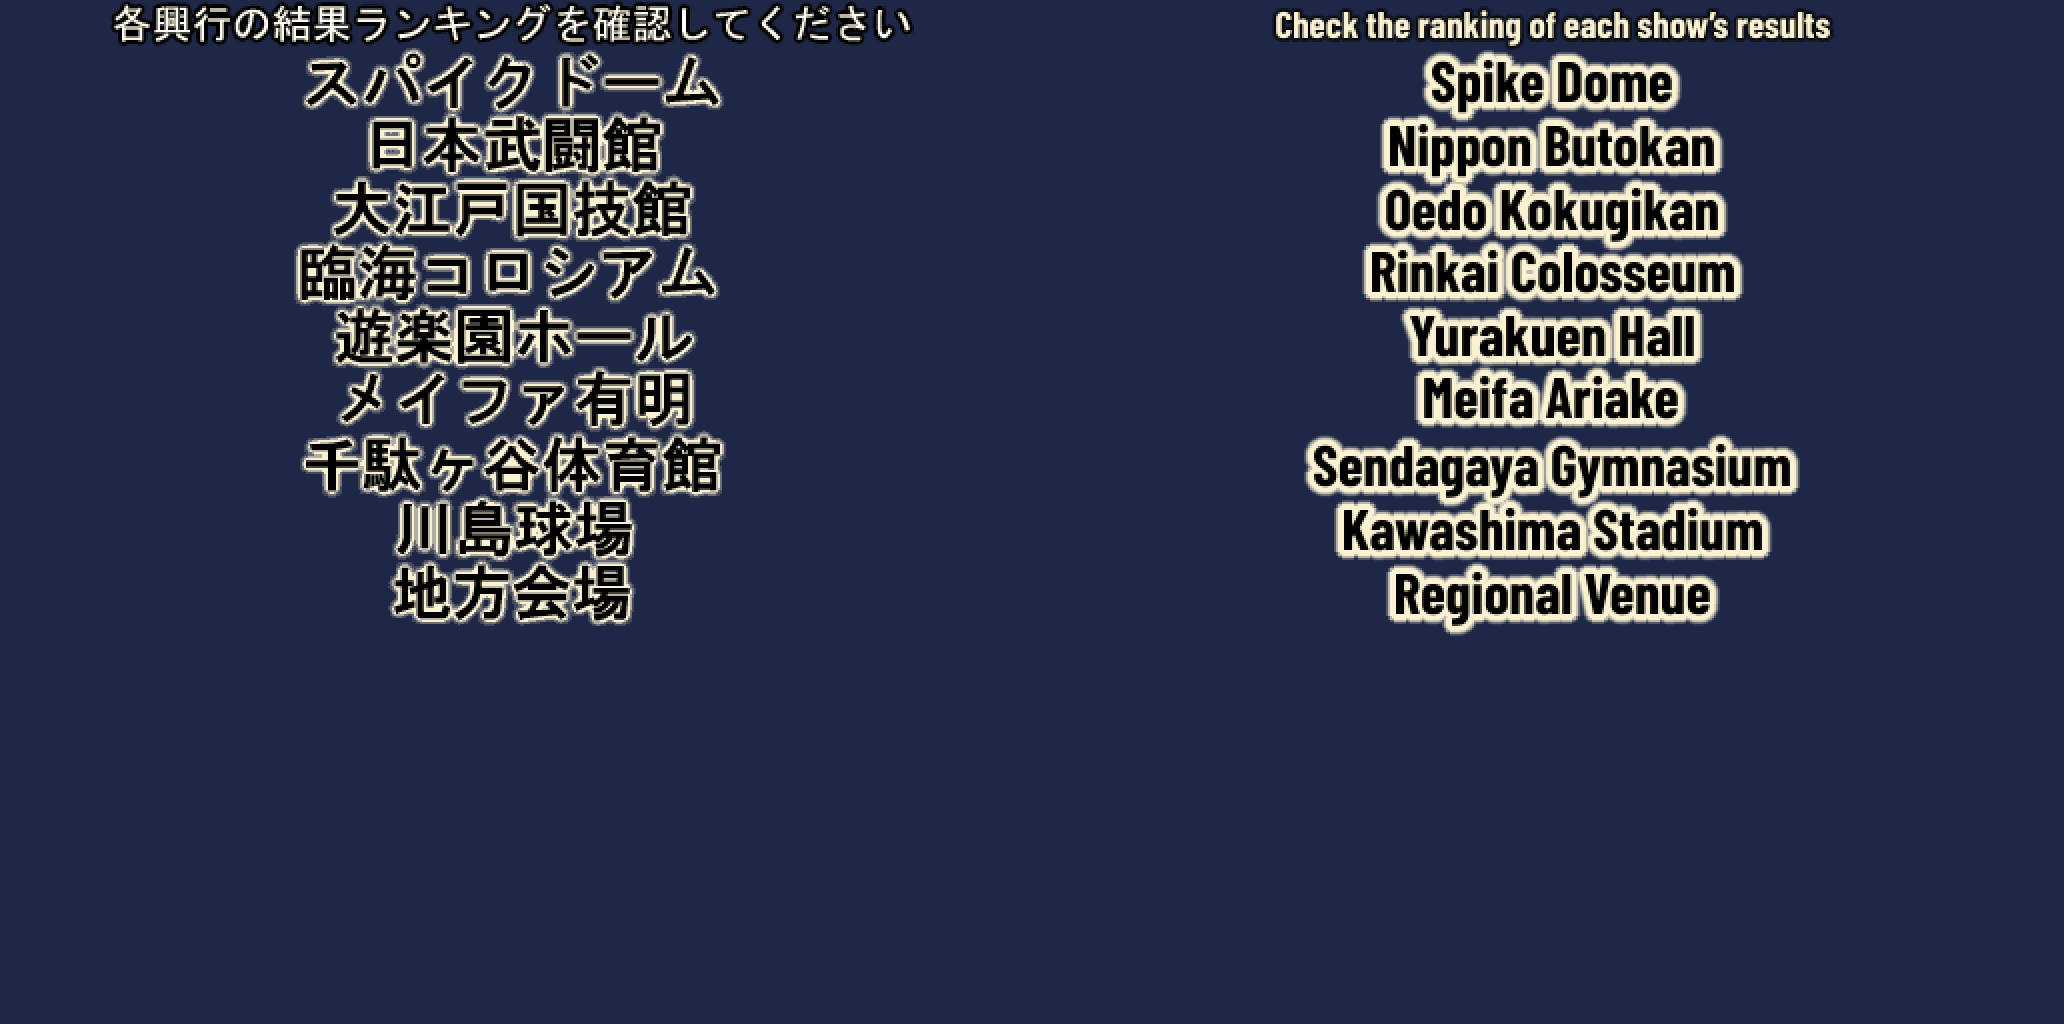 各興行の結果ランキングを確認してください
スパイクドーム
日本武闘館
大江戸国技館
臨海コロシアム
遊楽園ホール
メイファ有明
千駄ヶ谷体育館
川島球場
地方会場
Check the ranking of each show’s results
Spike Dome
Nippon Butokan
Oedo Kokugikan
Rinkai Colosseum
Yurakuen Hall
Meifa Ariake
Sendagaya Gymnasium
Kawashima Stadium
Regional Venue